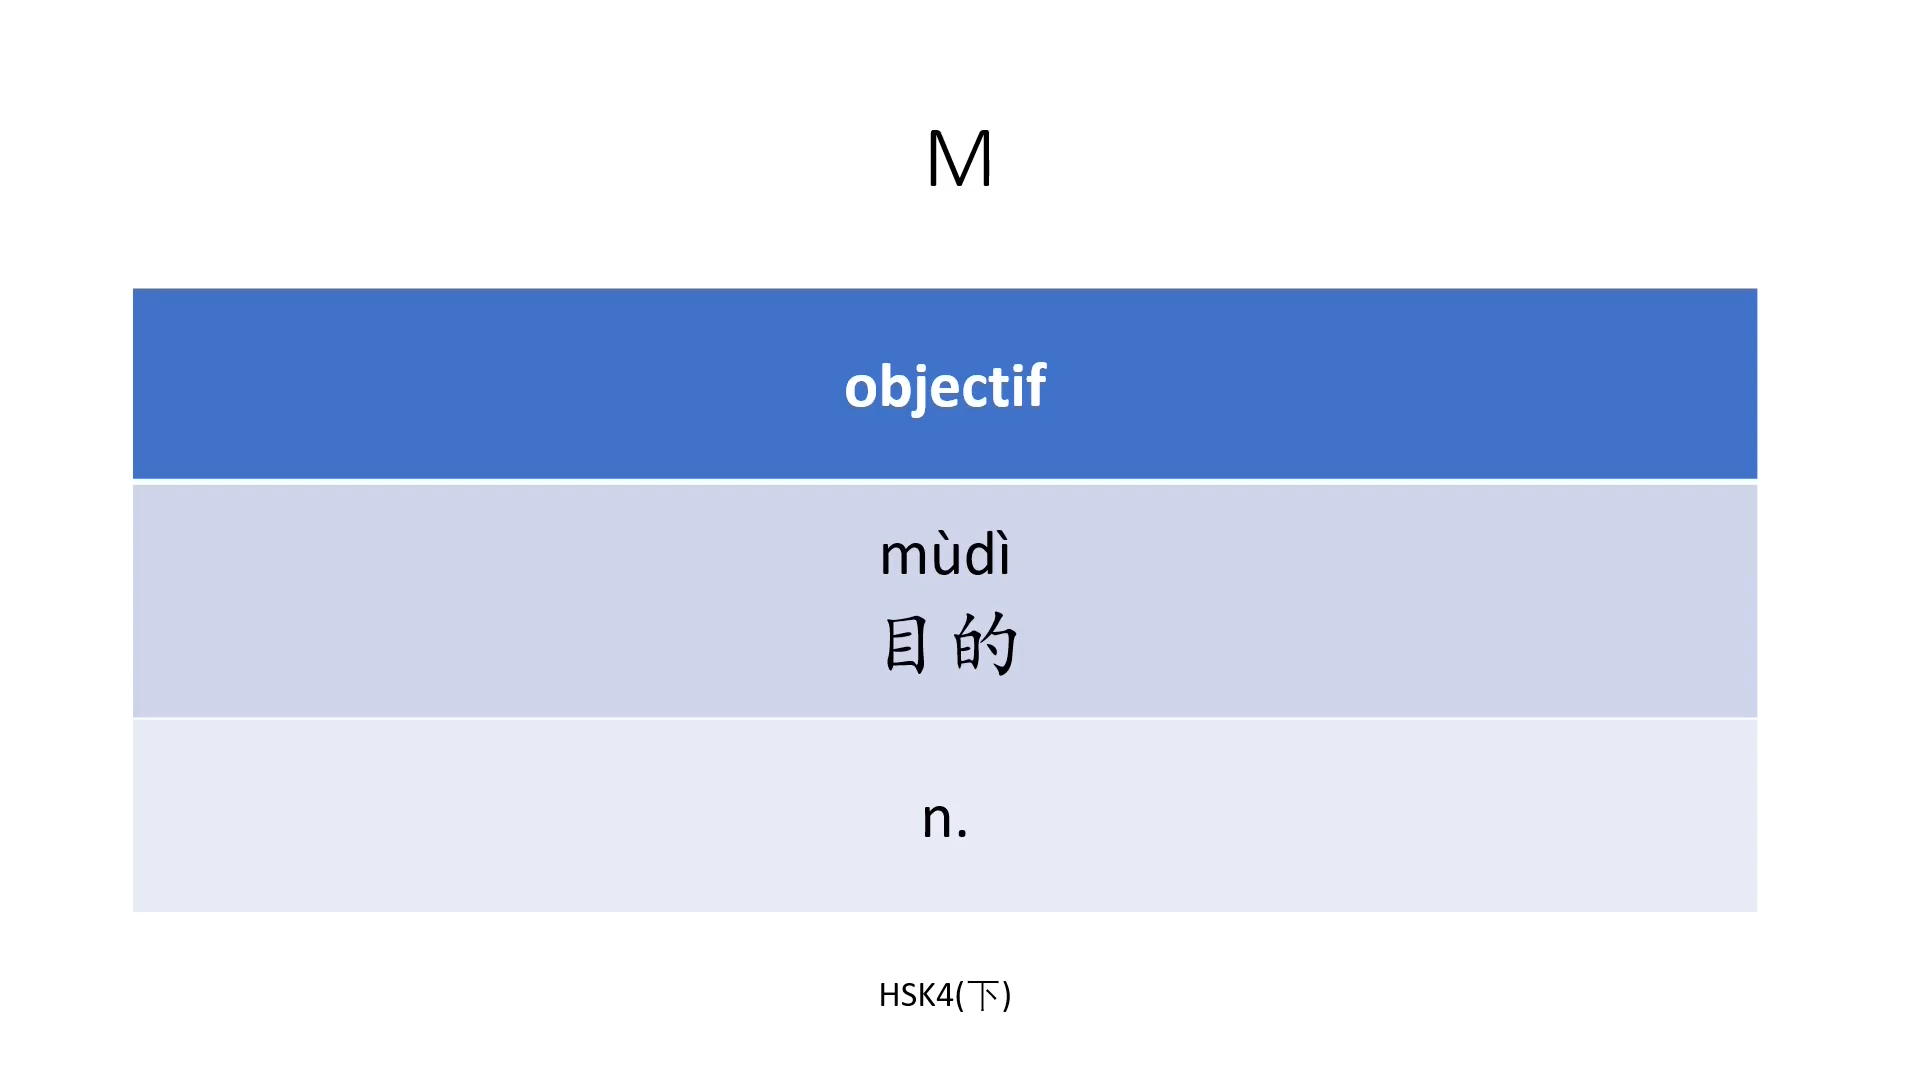 M
objectif
mùdì
目的
n.
HSK4(下)